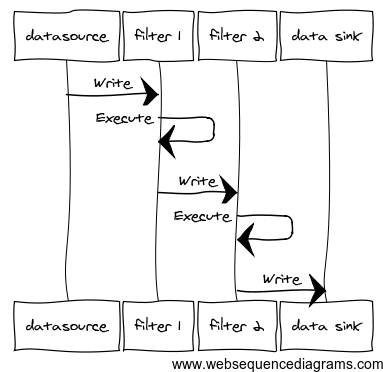 datasource filter 1 filter 2 data sink
Write
Execute
Write
Execute
Write
datasource filter 1 filter 2 data sink
www.websequencediagrams.com